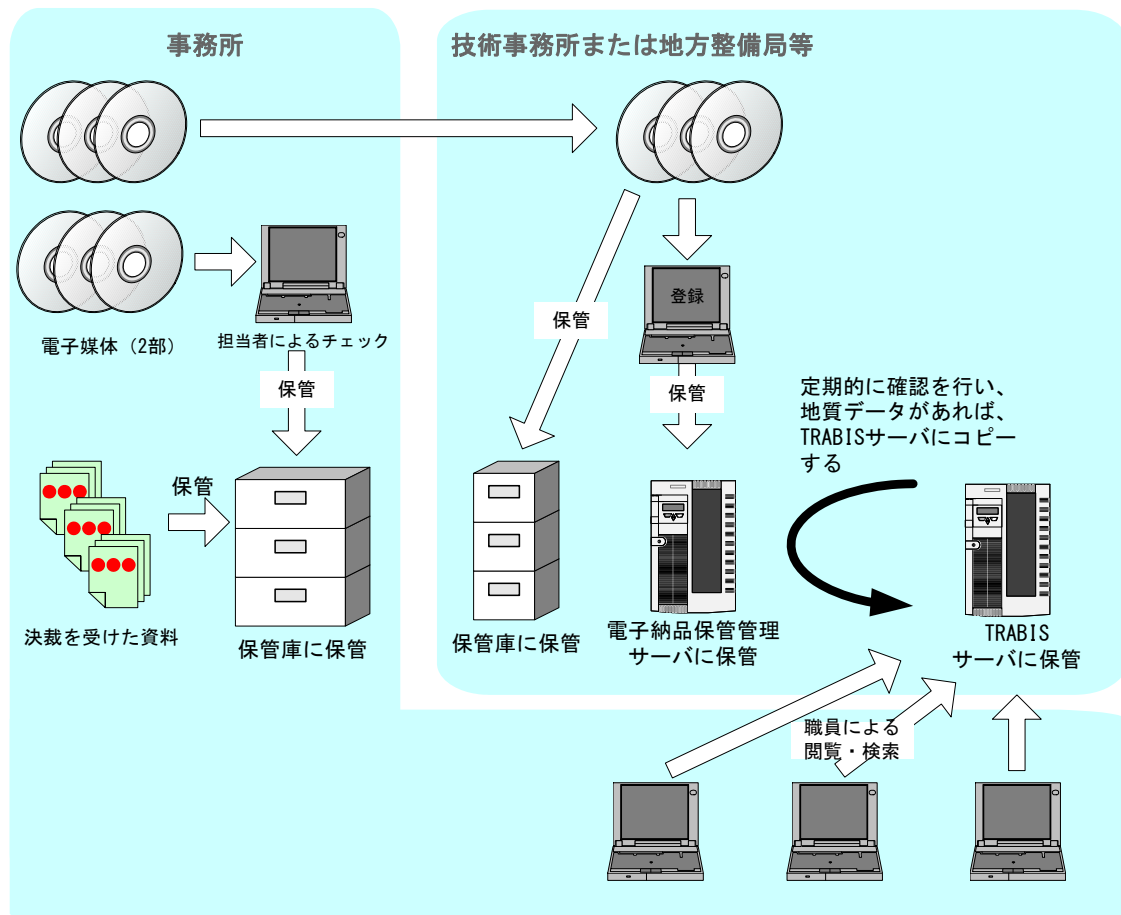 事務所
技術事務所または地方整備局等
登録
電子媒体（2部）
担当者によるチェック
保管
保管
保管
定期的に確認を行い、
地質データがあれば、
TRABISサーバにコピー
する
保管
決裁を受けた資料
保管庫に保管
保管庫に保管
電子納品保管管理
サーバに保管
TRABIS
サーバに保管
職員による
閲覧・検索